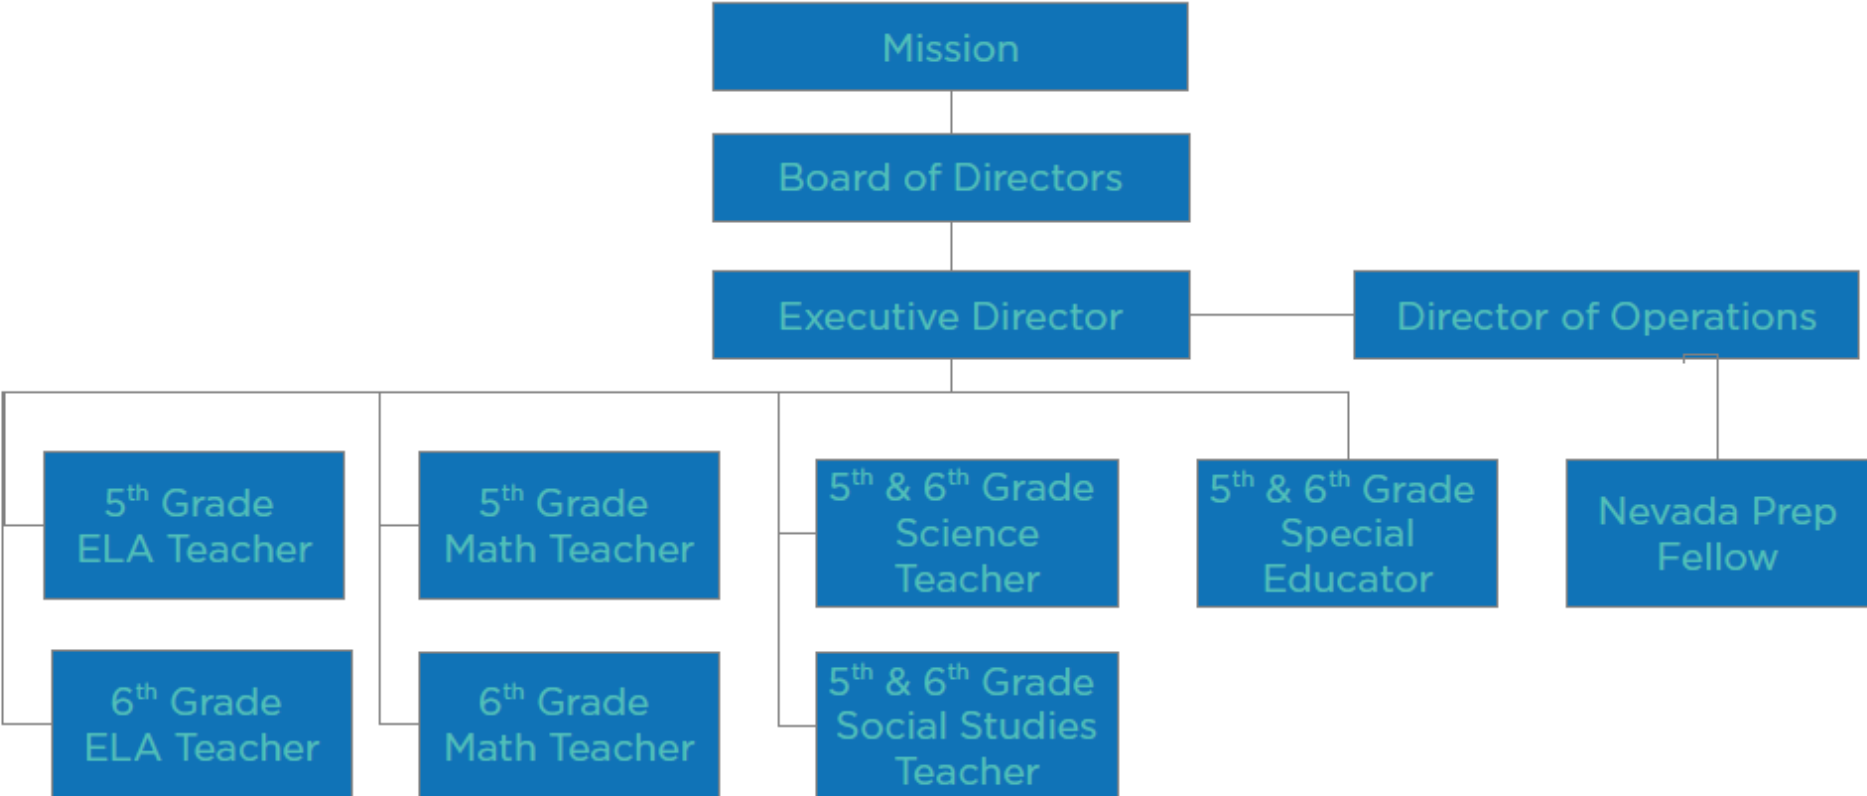 Mission
Board of Directors
Executive Director
Director of Operations
5th Grade
ELA Teacher
5th Grade
Math Teacher
5th & 6th Grade
Science
Teacher
5th & 6th Grade
Special
Educator
Nevada Prep
Fellow
6th Grade
ELA Teacher
6th Grade
Math Teacher
5th & 6th Grade
Social Studies
Teacher